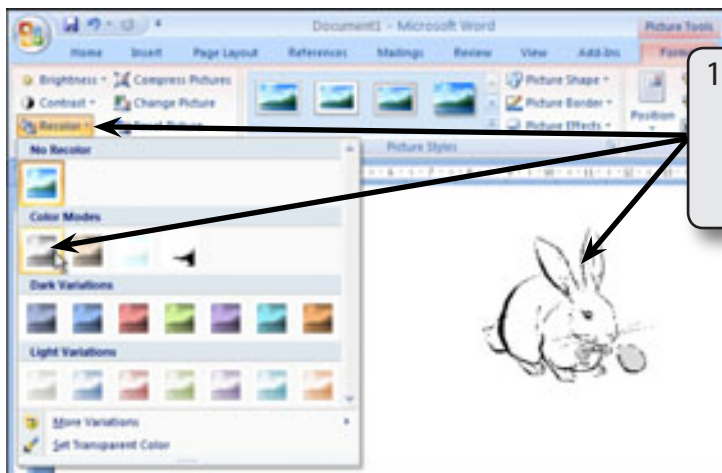 Document1 - Microsoft Word
Picture Tools
Home Insert Page Layout References Mailings Review View Add-Ins
Brightness
Compress Pictures
Picture Shape
Contrast
Change Picture
Picture Border
Position
Recolor
Picture Effects
Picture Styles
No Recolor
Color Modes
Dark Variations
Light Variations
More Variations
Set Transparent Color
1